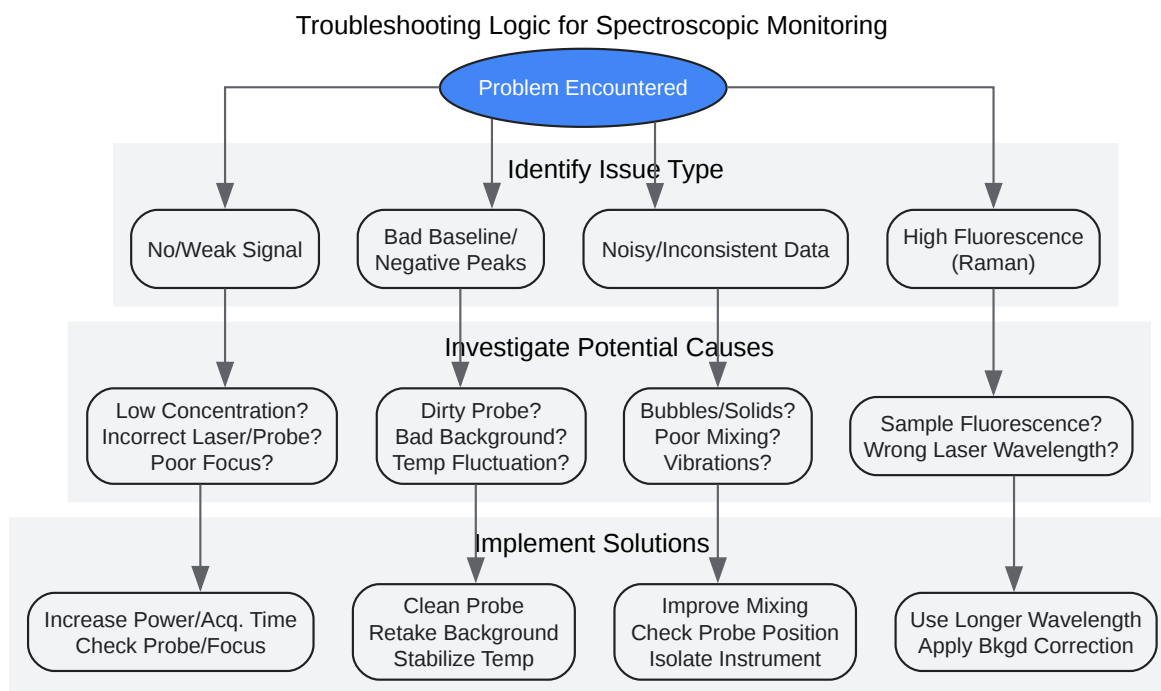 Troubleshooting Logic for Spectroscopic Monitoring
Problem Encountered
Identify Issue Type
No/Weak Signal
Bad Baseline/
Negative Peaks
Noisy/Inconsistent Data
High Fluorescence
(Raman)
Investigate Potential Causes
Low Concentration?
Incorrect Laser/Probe?
Poor Focus?
Dirty Probe?
Bad Background?
Temp Fluctuation?
Bubbles/Solids?
Poor Mixing?
Vibrations?
Sample Fluorescence?
Wrong Laser Wavelength?
Implement Solutions
Increase Power/Acq. Time
Check Probe/Focus
Clean Probe
Retake Background
Stabilize Temp
Improve Mixing
Check Probe Position
Isolate Instrument
Use Longer Wavelength
Apply Bkgd Correction